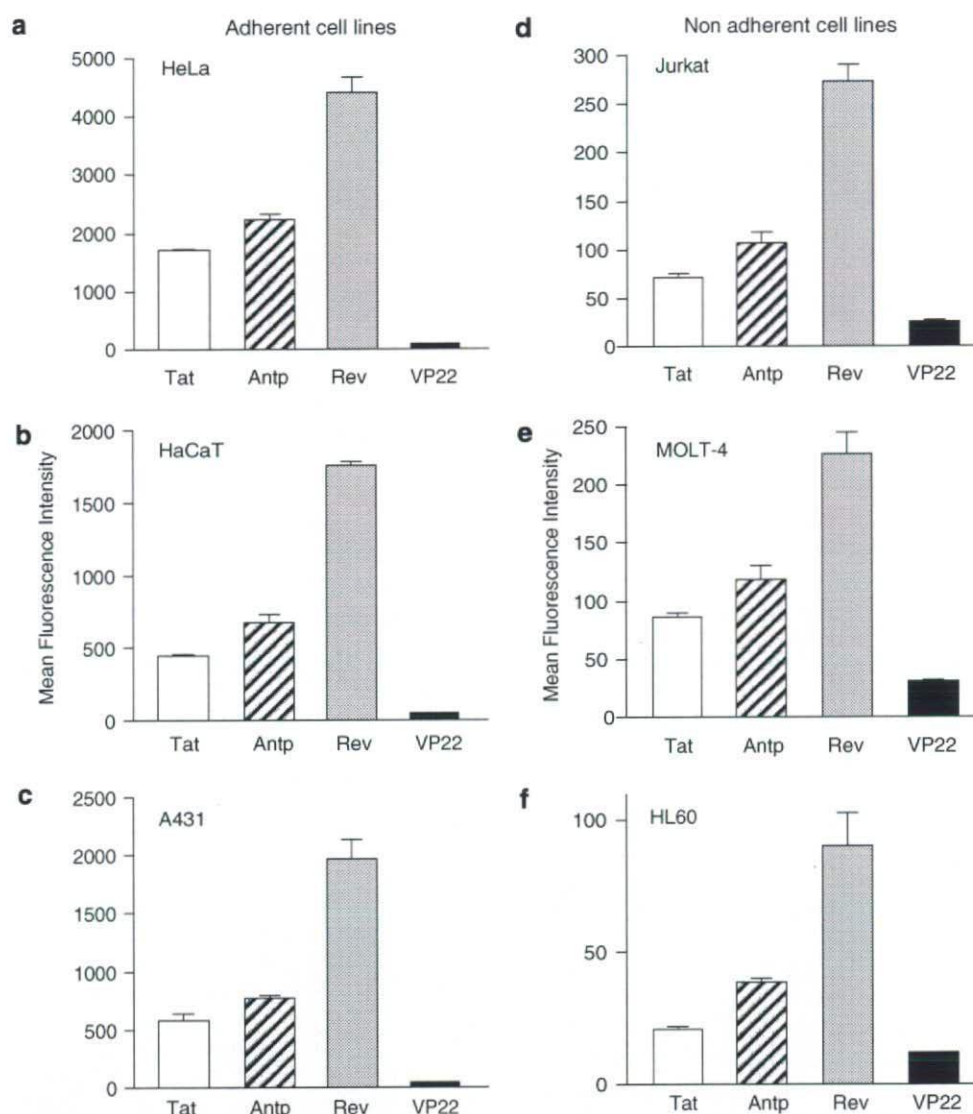 a
Adherent cell lines
HeLa
5000
4000
3000
2000
1000
0
Tat Antp Rev VP22
b
HaCaT
Mean Fluorescence Intensity
2000
1500
1000
500
0
Tat Antp Rev VP22
c
A431
2500
2000
1500
1000
500
0
Tat Antp Rev VP22
d
Non adherent cell lines
Jurkat
300
250
200
150
100
50
0
Tat Antp Rev VP22
e
MOLT-4
Mean Fluorescence Intensity
250
200
150
100
50
0
Tat Antp Rev VP22
f
HL60
100
50
0
Tat Antp Rev VP22